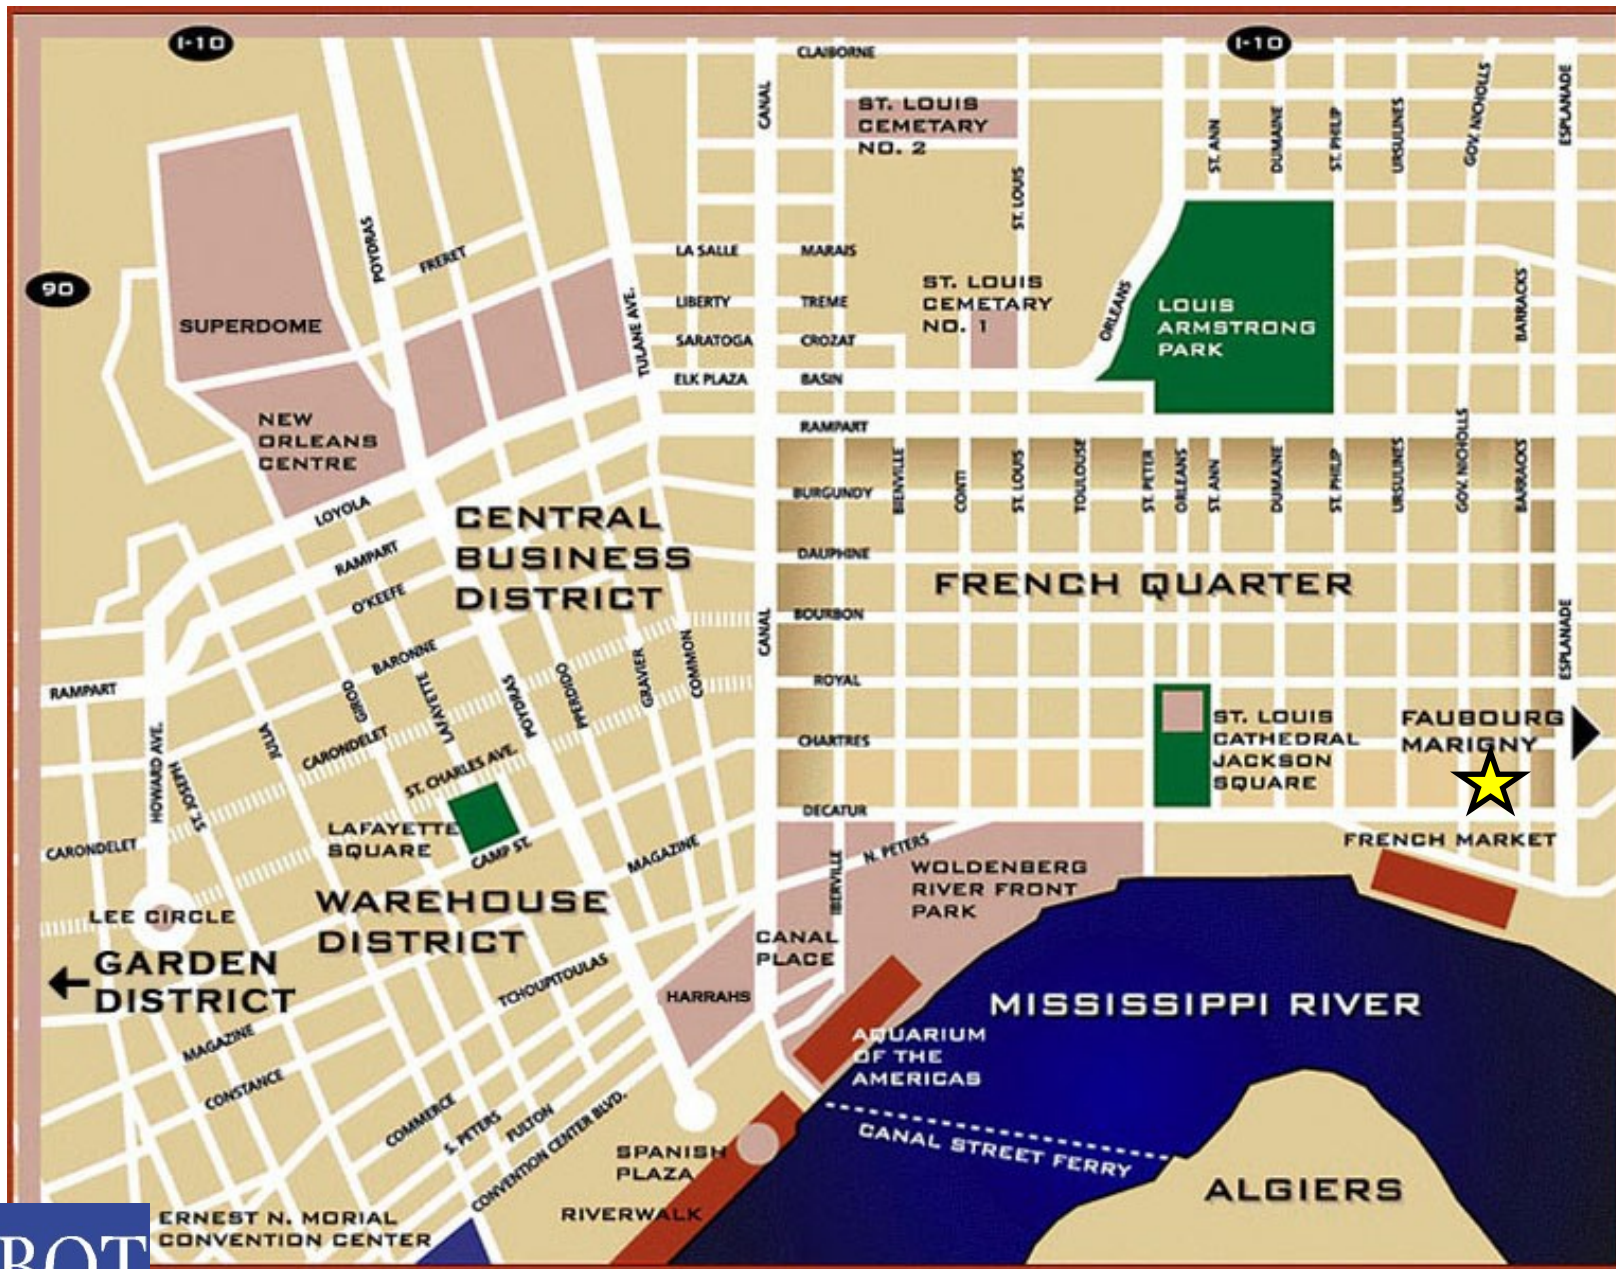 I-10
I-10
CLAIBORNE
CANAL
ST. LOUIS
CEMETARY
NO. 2
ST. LOUIS
ST. ANN
DUMAINE
ST. PHILIP
URSULINES
GOV. NICHOLLS
ESPLANADE
POYDRAS
FRERET
LA SALLE
MARAIS
90
SUPERDOME
TULANE AVE.
LIBERTY
TREME
ST. LOUIS
CEMETARY
NO. 1
ORLEANS
LOUIS
ARMSTRONG
PARK
BARRACKS
SARATOGA
CROZAT
ELK PLAZA
BASIN
NEW
ORLEANS
CENTRE
RAMPART
BIENVILLE
CONTI
ST. LOUIS
TOULOUSE
ST. PETER
ORLEANS
ST. ANN
DUMAINE
ST. PHILIP
URSULINES
GOV. NICHOLLS
BARRACKS
BURGUNDY
LOYOLA
CENTRAL
BUSINESS
DISTRICT
RAMPART
DAUPHINE
FRENCH QUARTER
O'KEEFE
BOURBON
CANAL
ESPLANADE
BARONNE
RAMPART
ROYAL
GIROD
LAFAYETTE
POYDRAS
PPERDIDO
GRAVIER
COMMON
HOWARD AVE.
ST. JOSEPH
JULIA
CARONDELET
ST. CHARLES AVE.
CHARTRES
ST. LOUIS
CATHEDRAL
JACKSON
SQUARE
FAUBOURG
MARIGNY
DECATUR
LAFAYETTE
SQUARE
CAMP ST.
MAGAZINE
CARONDELET
N. PETERS
IBERVILLE
WOLDENBERG
RIVER FRONT
PARK
FRENCH MARKET
WAREHOUSE
DISTRICT
LEE CIRCLE
GARDEN
DISTRICT
CANAL
PLACE
TCHOUPITOULAS
HARRAHS
MISSISSIPPI RIVER
MAGAZINE
AQUARIUM
OF THE
AMERICAS
CONSTANCE
COMMERCE
S. PETERS
FULTON
CONVENTION CENTER BLVD.
CANAL STREET FERRY
SPANISH
PLAZA
ALGIERS
RIVERWALK
ERNEST N. MORIAL
CONVENTION CENTER
BOT